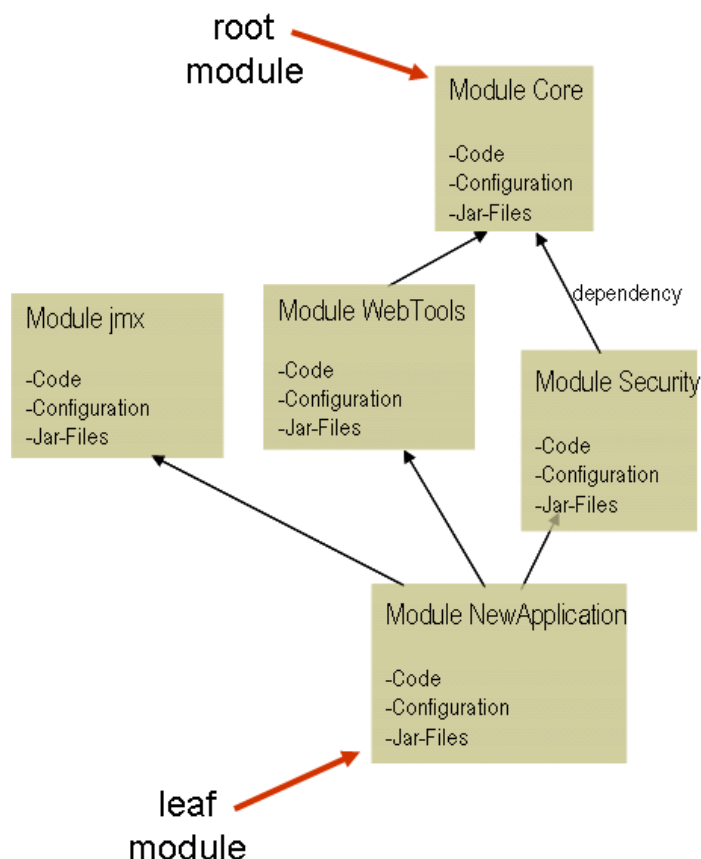 root
module
Module Core
-Code
-Configuration
-Jar-Files
dependency
Module jmx
-Code
-Configuration
-Jar-Files
Module WebTools
-Code
-Configuration
-Jar-Files
Module Security
-Code
-Configuration
-Jar-Files
Module NewApplication
-Code
-Configuration
-Jar-Files
leaf
module